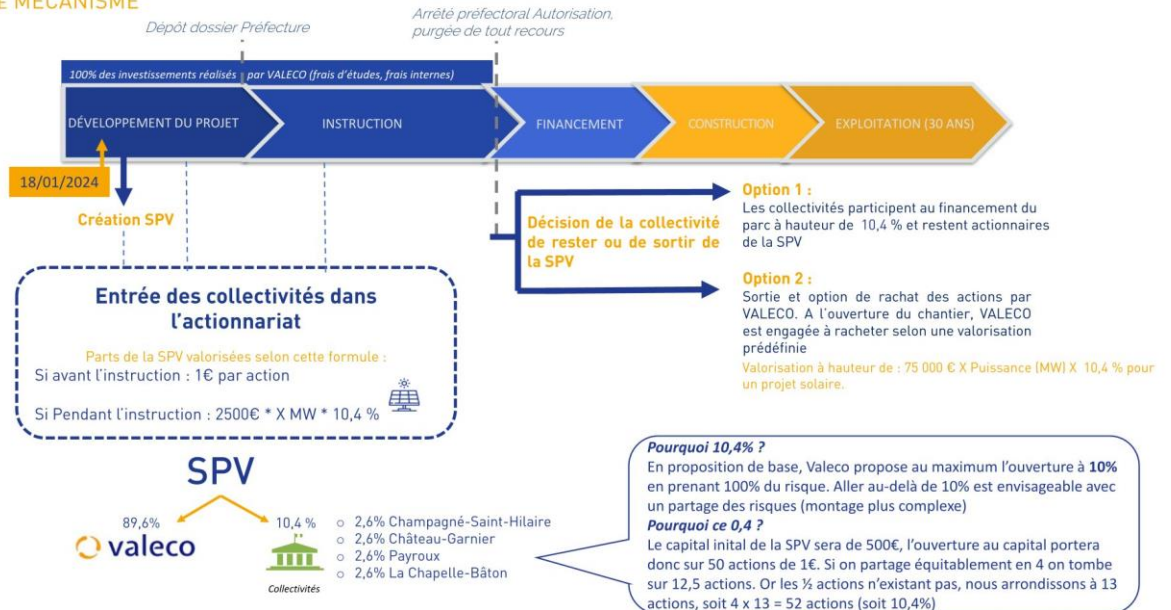 MÉCANISME
Dépôt dossier Préfecture
Arrêté préfectoral Autorisation,
purgée de tout recours
100% des investissements réalisés par VALECO (frais d'études, frais internes)
DÉVELOPPEMENT DU PROJET
INSTRUCTION
FINANCEMENT
CONSTRUCTION
EXPLOITATION (30 ANS)
18/01/2024
Création SPV
Décision de la collectivité
de rester ou de sortir de
la SPV
Option 1 :
Les collectivités participent au financement du
parc à hauteur de 10,4 % et restent actionnaires
de la SPV
Option 2 :
Sortie et option de rachat des actions par
VALECO. A l'ouverture du chantier, VALECO
est engagée à racheter selon une valorisation
prédéfinie
Valorisation à hauteur de : 75 000 € X Puissance (MW) X 10,4 % pour
un projet solaire.
Entrée des collectivités dans
l'actionnariat
Parts de la SPV valorisées selon cette formule :
Si avant l'instruction : 1€ par action
Si Pendant l'instruction : 2500€ * X MW * 10,4 %
SPV
89,6%
valeco
10,4 %
Collectivités
o 2,6% Champagné-Saint-Hilaire
o 2,6% Château-Garnier
o 2,6% Payroux
o 2,6% La Chapelle-Bâton
Pourquoi 10,4% ?
En proposition de base, Valeco propose au maximum l'ouverture à 10%
en prenant 100% du risque. Aller au-delà de 10% est envisageable avec
un partage des risques (montage plus complexe)
Pourquoi ce 0,4 ?
Le capital inital de la SPV sera de 500€, l'ouverture au capital portera
donc sur 50 actions de 1€. Si on partage équitablement en 4 on tombe
sur 12,5 actions. Or les ½ actions n'existant pas, nous arrondissons à 13
actions, soit 4 x 13 = 52 actions (soit 10,4%)